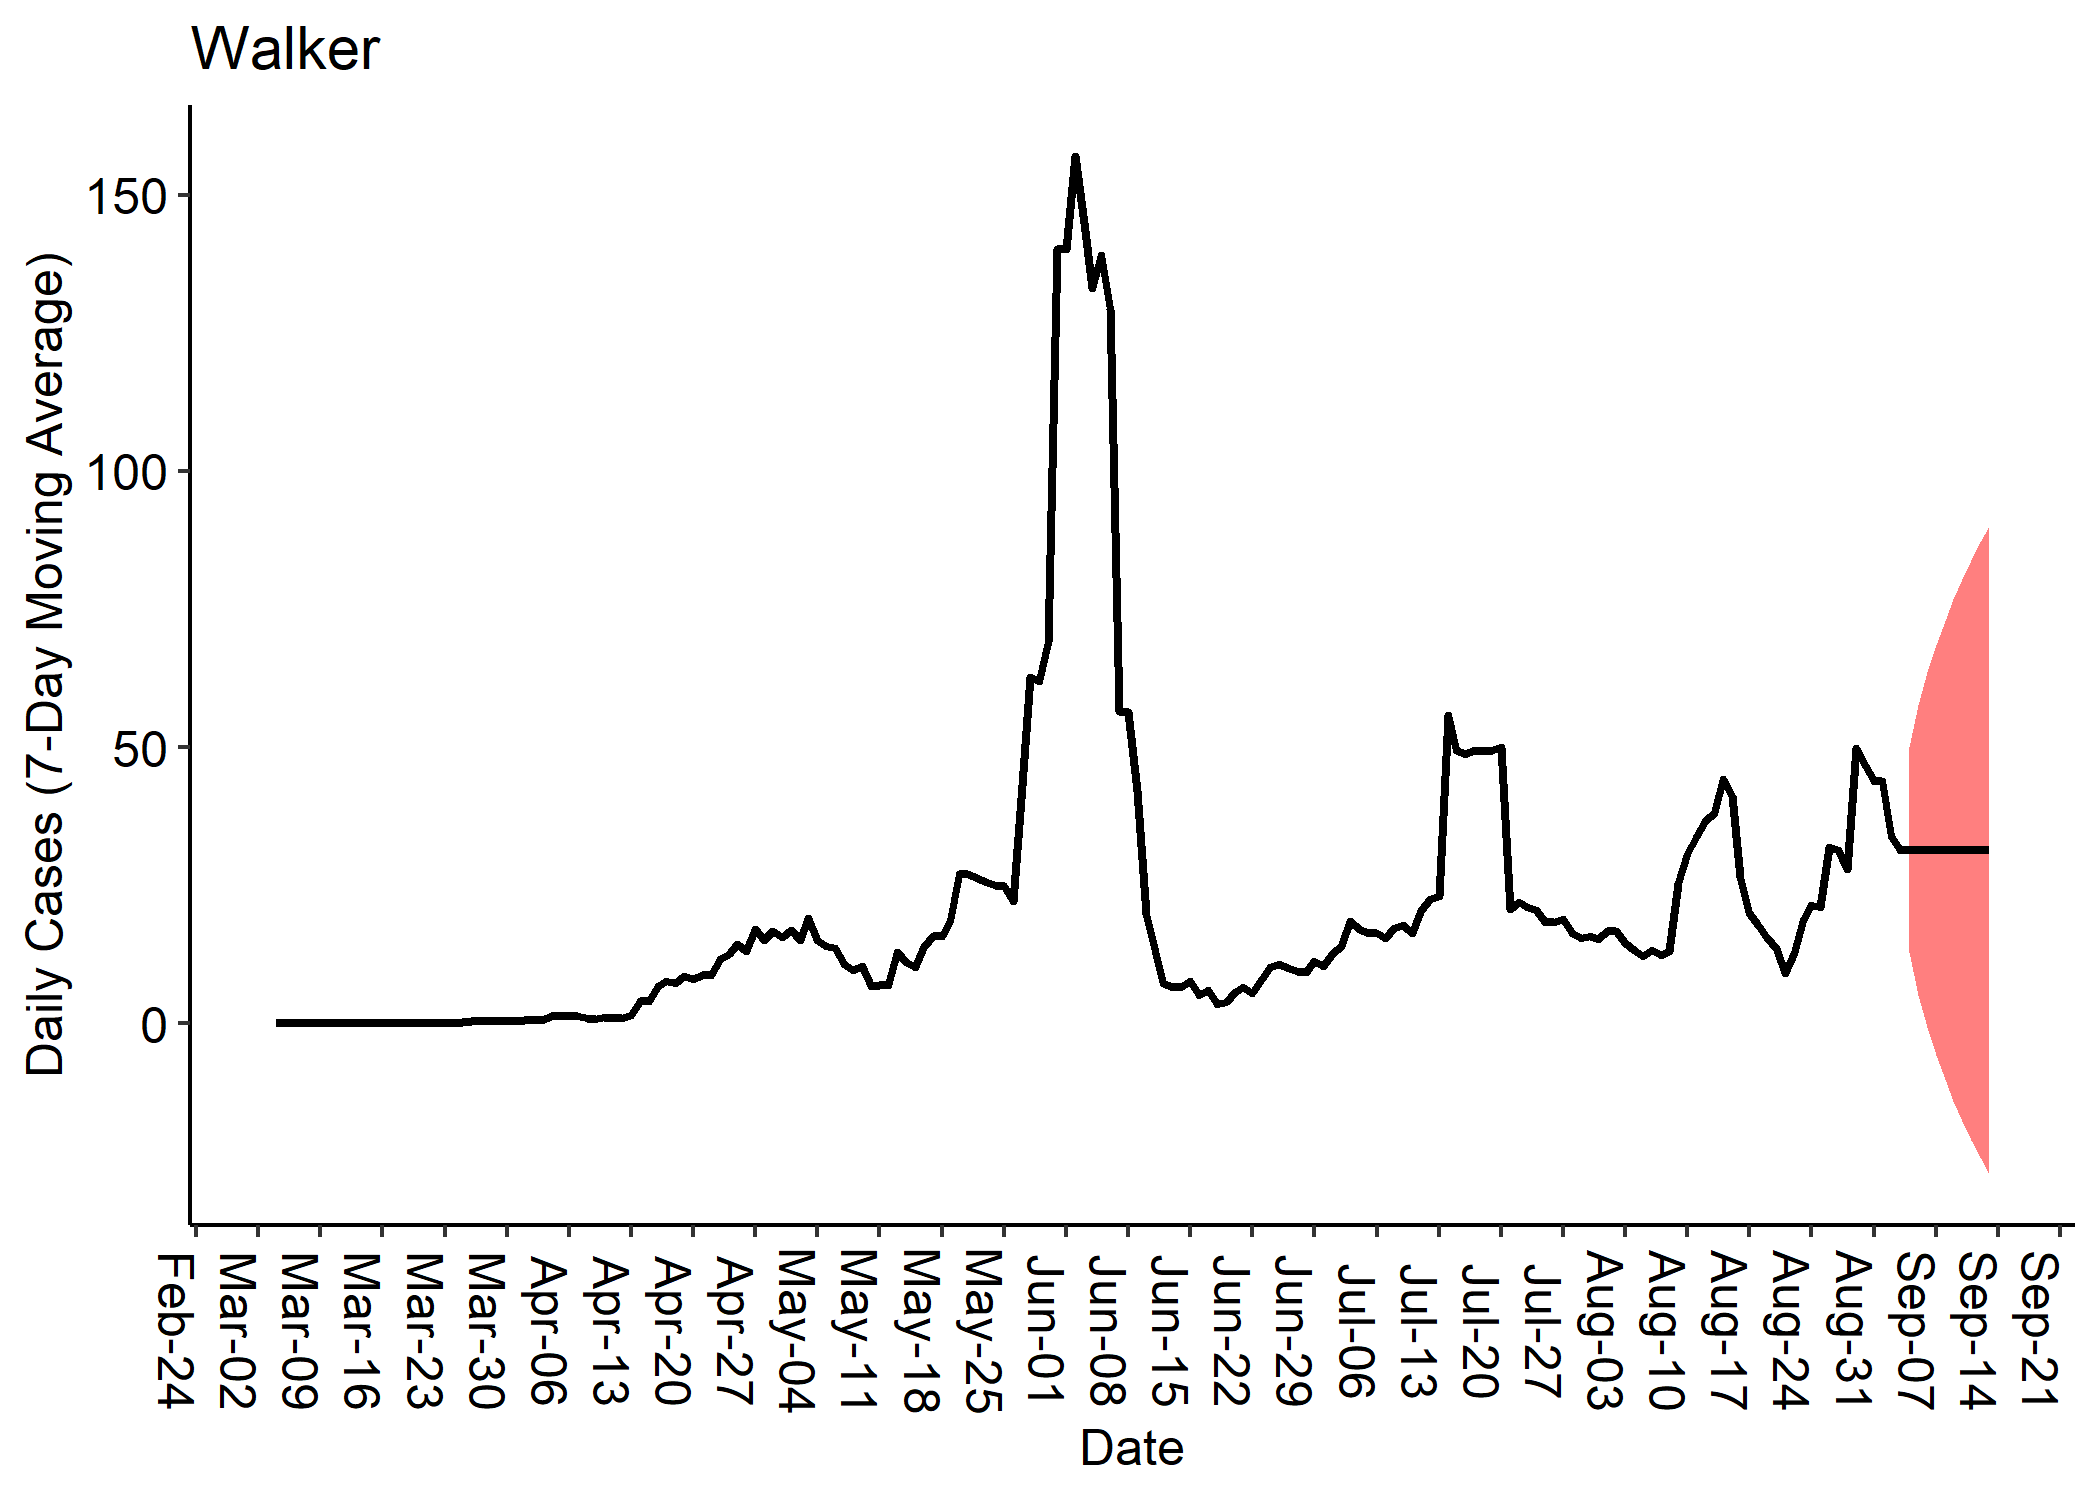 Walker
Daily Cases (7-Day Moving Average)
150
100
50
0
Feb-24
Mar-02
Mar-09
Mar-16
Mar-23
Mar-30
Apr-06
Apr-13
Apr-20
Apr-27
May-04
May-11
May-18
May-25
Jun-01
Jun-08
Jun-15
Jun-22
Jun-29
Jul-06
Jul-13
Jul-20
Jul-27
Aug-03
Aug-10
Aug-17
Aug-24
Aug-31
Sep-07
Sep-14
Sep-21
Date